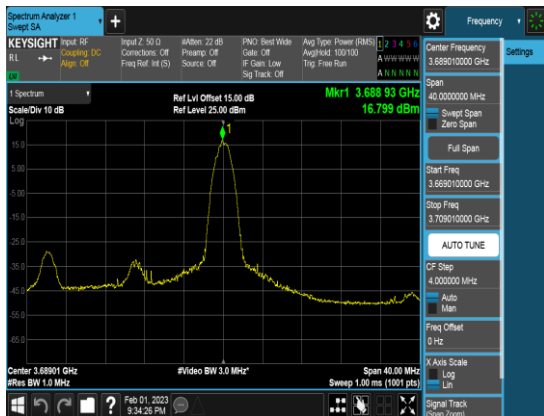 Spectrum Analyzer 1
Swept SA
Frequency
KEYSIGHT
RL
Input: RF
Coupling: DC
Align: Off
Input Z: 50 Ω
Corrections: Off
Freq Ref: Int (S)
#Atten: 22 dB
Preamp: Off
Source: Off
PNO: Best Wide
Gate: Off
IF Gain: Low
Sig Track: Off
Avg Type: Power (RMS)
Avg|Hold: 100/100
Trig: Free Run
1 2 3 4 5 6
A W W W W W
A N N N N N
1 Spectrum
Scale/Div 10 dB
Ref Lvl Offset 15.00 dB
Ref Level 25.00 dBm
Mkr1 3.688 93 GHz
16.799 dBm
Log
1
15.0
5.00
-5.00
-15.0
-25.0
-35.0
-45.0
-55.0
-65.0
Center 3.68901 GHz
#Res BW 1.0 MHz
#Video BW 3.0 MHz*
Span 40.00 MHz
Sweep 1.00 ms (1001 pts)
Feb 01, 2023
9:34:26 PM
Settings
Center Frequency
3.689010000 GHz
Span
40.0000000 MHz
Swept Span
Zero Span
Full Span
Start Freq
3.669010000 GHz
Stop Freq
3.709010000 GHz
AUTO TUNE
CF Step
4.000000 MHz
Auto
Man
Freq Offset
0 Hz
X Axis Scale
Log
Lin
Signal Track
(Span Zoom)